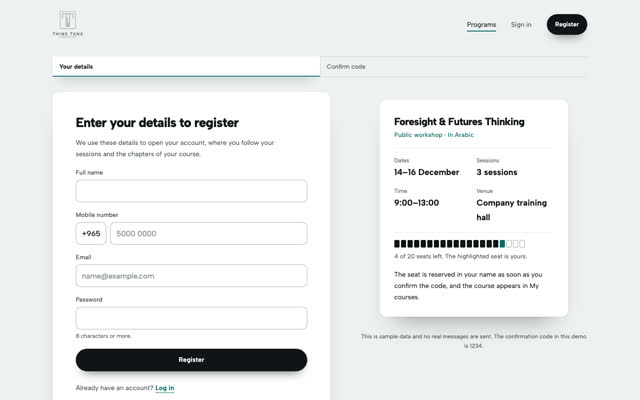 THINK TANK
Programs
Sign in
Register
Your details
Confirm code
Enter your details to register
We use these details to open your account, where you follow your
sessions and the chapters of your course.
Full name
Mobile number
+965
5000 0000
Email
name@example.com
Password
8 characters or more.
Register
Already have an account? Log in
Foresight & Futures Thinking
Public workshop · In Arabic
Dates
Sessions
14–16 December
3 sessions
Time
Venue
9:00–13:00
Company training
hall
4 of 20 seats left. The highlighted seat is yours.
The seat is reserved in your name as soon as you
confirm the code, and the course appears in My
courses.
This is sample data and no real messages are sent. The confirmation code in this demo
is 1234.